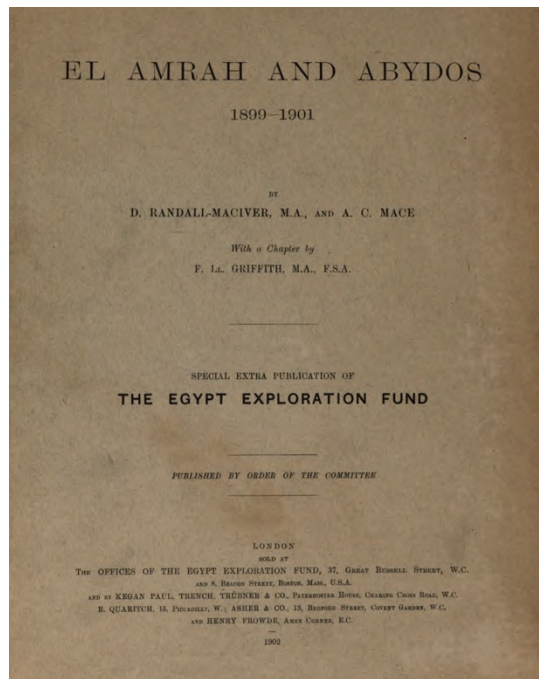 EL AMRAH AND ABYDOS
1899–1901
BY
D. RANDALL-MACIVER, M.A., AND A. C. MACE
With a Chapter by
F. LL. GRIFFITH, M.A., F.S.A.
SPECIAL EXTRA PUBLICATION OF
THE EGYPT EXPLORATION FUND
PUBLISHED BY ORDER OF THE COMMITTEE
LONDON
SOLD AT
THE OFFICES OF THE EGYPT EXPLORATION FUND, 37, GREAT RUSSELL STREET, W.C.
AND 8, BEACON STREET, BOSTON, MASS., U.S.A.
AND BY KEGAN PAUL, TRENCH, TRÜBNER & CO., PATERNOSTER HOUSE, CHARING CROSS ROAD, W.C.
B. QUARITCH, 15, PICCADILLY, W.; ASHER & CO., 13, BEDFORD STREET, COVENT GARDEN, W.C.
AND HENRY FROWDE, AMEN CORNER, E.C.
1902